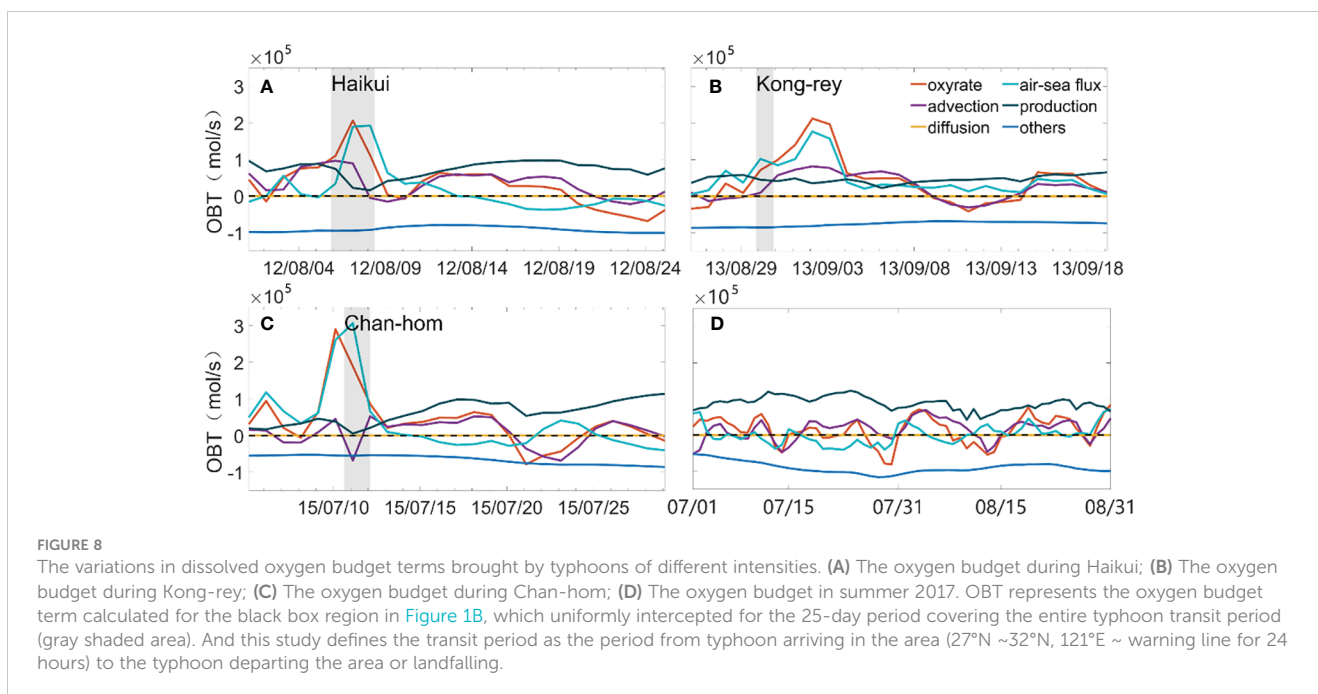 ×10⁵
A
Haikui
3
2
1
0
-1
OBT（mol/s）
12/08/04 12/08/09 12/08/14 12/08/19 12/08/24
×10⁵
B
Kong-rey
oxyrate
air-sea flux
advection
production
diffusion
others
13/08/29 13/09/03 13/09/08 13/09/13 13/09/18
×10⁵
C
Chan-hom
3
2
1
0
-1
OBT（mol/s）
15/07/10 15/07/15 15/07/20 15/07/25
×10⁵
D
07/01 07/15 07/31 08/15 08/31
FIGURE 8
The variations in dissolved oxygen budget terms brought by typhoons of different intensities. (A) The oxygen budget during Haikui; (B) The oxygen
budget during Kong-rey; (C) The oxygen budget during Chan-hom; (D) The oxygen budget in summer 2017. OBT represents the oxygen budget
term calculated for the black box region in Figure 1B, which uniformly intercepted for the 25-day period covering the entire typhoon transit period
(gray shaded area). And this study defines the transit period as the period from typhoon arriving in the area (27°N ~32°N, 121°E ~ warning line for 24
hours) to the typhoon departing the area or landfalling.